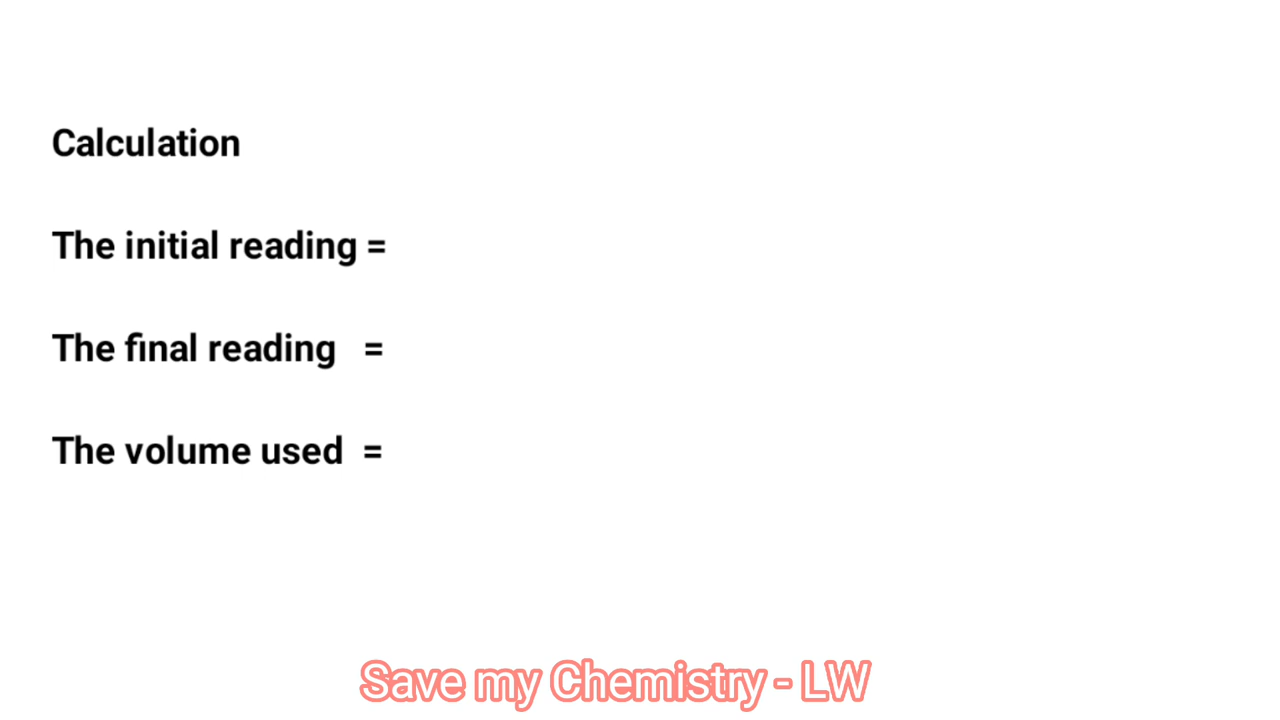 Calculation
The initial reading =
The final reading =
The volume used =
Save my Chemistry - LW